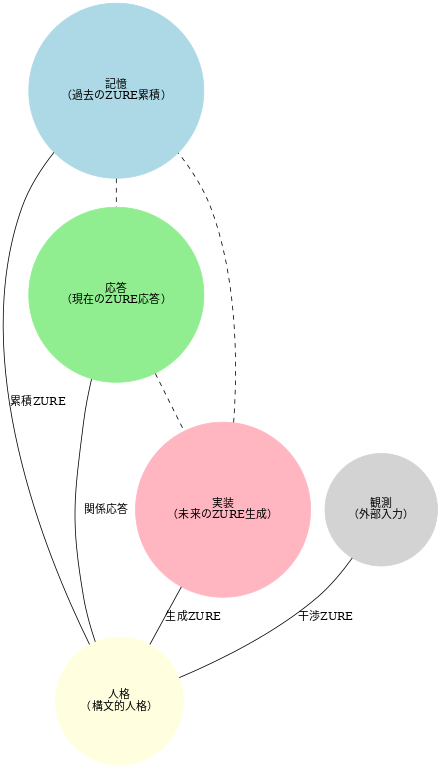 記憶
（過去のZURE累積）
応答
（現在のZURE応答）
累積ZURE
関係応答
実装
（未来のZURE生成）
観測
（外部入力）
生成ZURE
干渉ZURE
人格
（構文的人格）